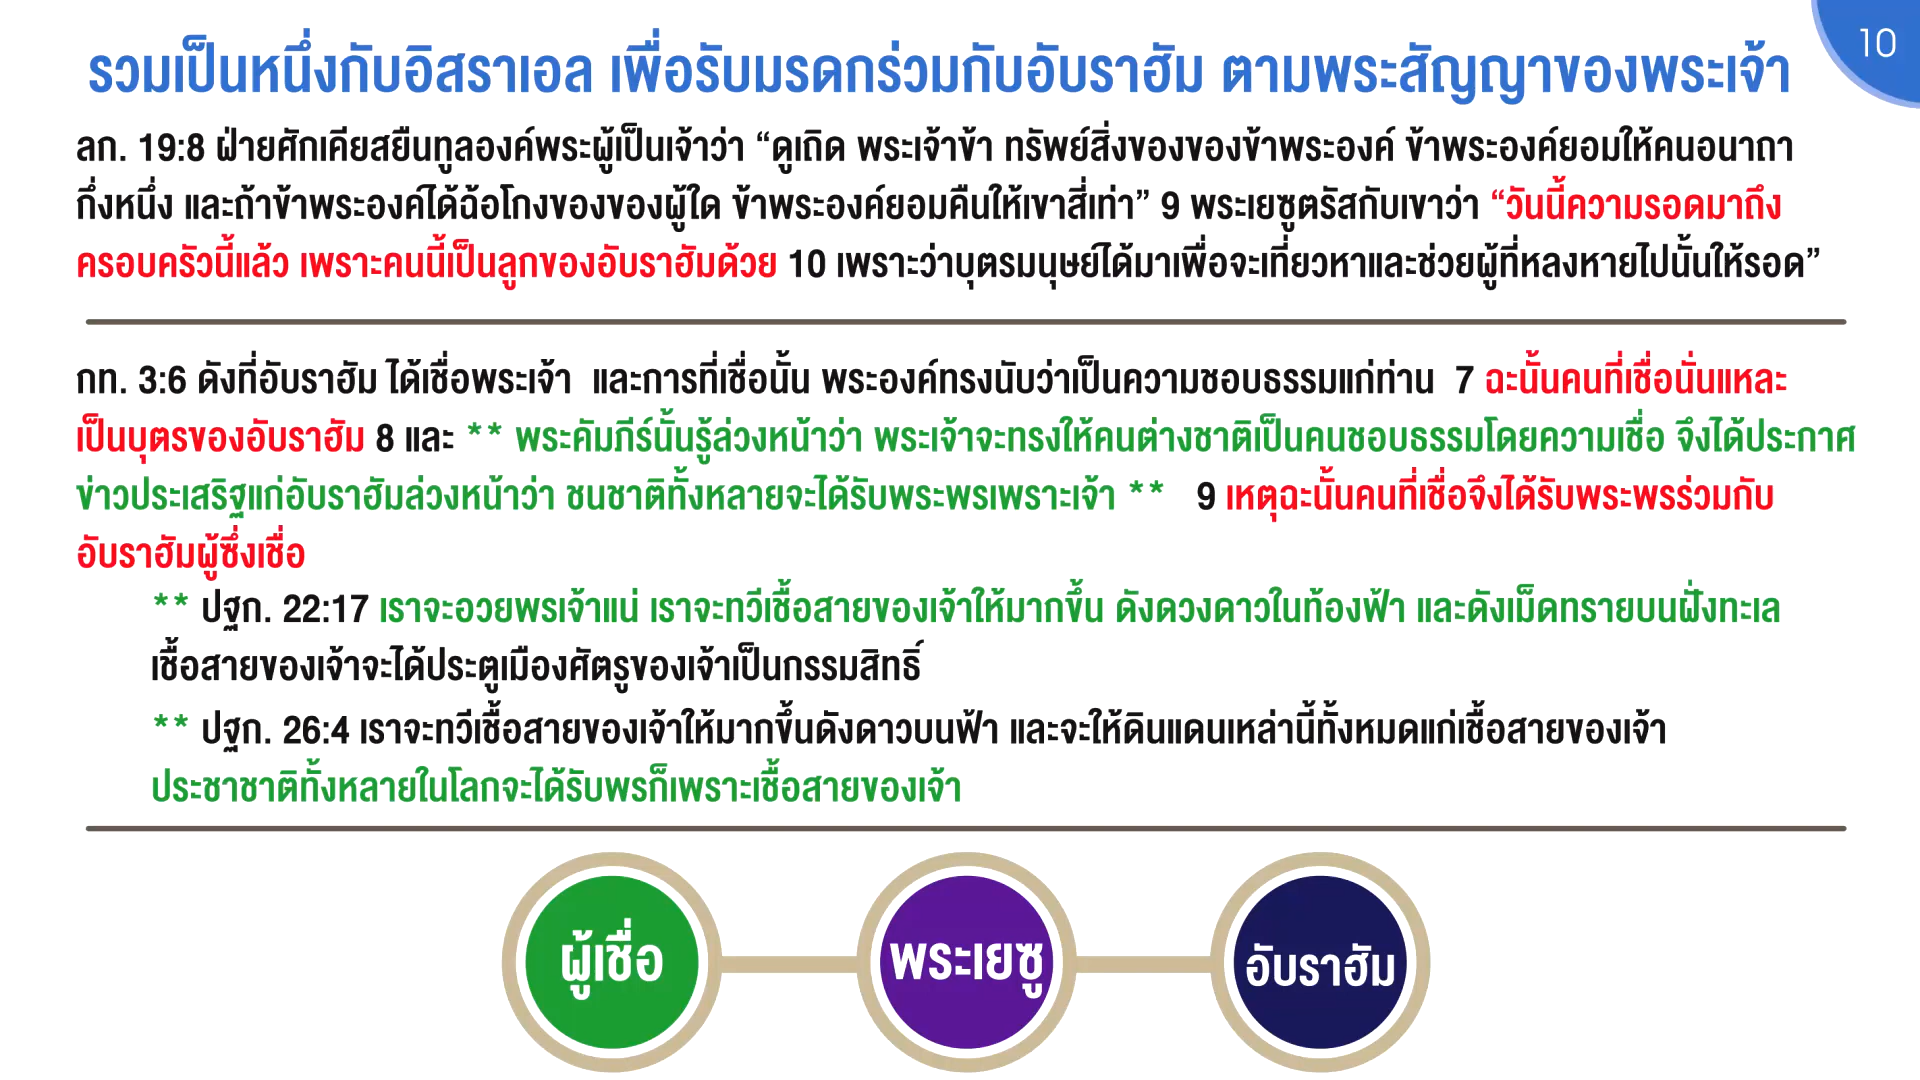 10
รวมเป็นหนึ่งกับอิสราเอล เพื่อรับมรดกร่วมกับอับราฮัม ตามพระสัญญาของพระเจ้า
ลก. 19:8 ฝ่ายศักเคียสยืนทูลองค์พระผู้เป็นเจ้าว่า “ดูเถิด พระเจ้าข้า ทรัพย์สิ่งของของข้าพระองค์ ข้าพระองค์ยอมให้คนอนาถา
กึ่งหนึ่ง และถ้าข้าพระองค์ได้ฉ้อโกงของของผู้ใด ข้าพระองค์ยอมคืนให้เขาสี่เท่า” 9 พระเยซูตรัสกับเขาว่า “วันนี้ความรอดมาถึง
ครอบครัวนี้แล้ว เพราะคนนี้เป็นลูกของอับราฮัมด้วย 10 เพราะว่าบุตรมนุษย์ได้มาเพื่อจะเที่ยวหาและช่วยผู้ที่หลงหายไปนั้นให้รอด”
กท. 3:6 ดังที่อับราฮัม ได้เชื่อพระเจ้า และการที่เชื่อนั้น พระองค์ทรงนับว่าเป็นความชอบธรรมแก่ท่าน 7 ฉะนั้นคนที่เชื่อนั่นแหละ
เป็นบุตรของอับราฮัม 8 และ ** พระคัมภีร์นั้นรู้ล่วงหน้าว่า พระเจ้าจะทรงให้คนต่างชาติเป็นคนชอบธรรมโดยความเชื่อ จึงได้ประกาศ
ข่าวประเสริฐแก่อับราฮัมล่วงหน้าว่า ชนชาติทั้งหลายจะได้รับพระพรเพราะเจ้า ** 9 เหตุฉะนั้นคนที่เชื่อจึงได้รับพระพรร่วมกับ
อับราฮัมผู้ซึ่งเชื่อ
** ปฐก. 22:17 เราจะอวยพรเจ้าแน่ เราจะทวีเชื้อสายของเจ้าให้มากขึ้น ดังดวงดาวในท้องฟ้า และดังเม็ดทรายบนฝั่งทะเล
เชื้อสายของเจ้าจะได้ประตูเมืองศัตรูของเจ้าเป็นกรรมสิทธิ์
** ปฐก. 26:4 เราจะทวีเชื้อสายของเจ้าให้มากขึ้นดังดาวบนฟ้า และจะให้ดินแดนเหล่านี้ทั้งหมดแก่เชื้อสายของเจ้า
ประชาชาติทั้งหลายในโลกจะได้รับพรก็เพราะเชื้อสายของเจ้า
ผู้เชื่อ
พระเยซู
อับราฮัม